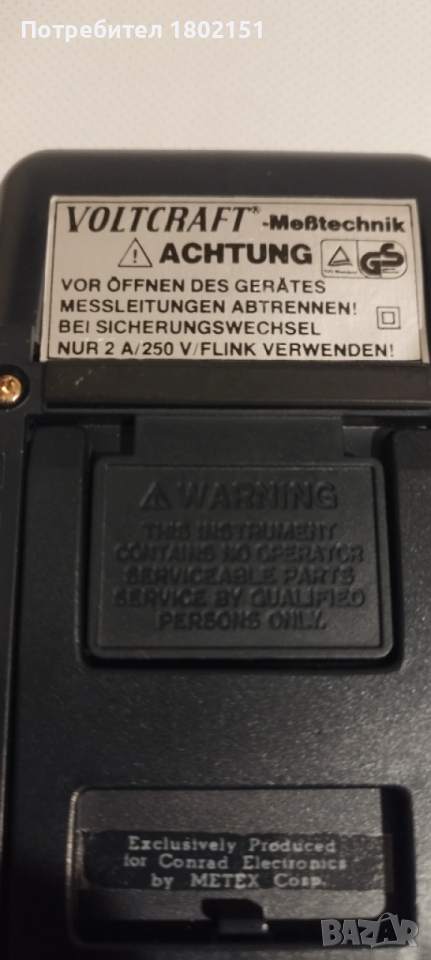 Потребител 1802151
VOLTCRAFT® -Meßtechnik
⚠ ACHTUNG
GS
VOR ÖFFNEN DES GERÄTES
MESSLEITUNGEN ABTRENNEN!
BEI SICHERUNGSWECHSEL
NUR 2 A/250 V/FLINK VERWENDEN!
⚠ WARNING
THIS INSTRUMENT
CONTAINS NO OPERATOR
SERVICEABLE PARTS
SERVICE BY QUALIFIED
PERSONS ONLY.
Exclusively Produced
for Conrad Electronics
by METEX Corp.
BAZAR